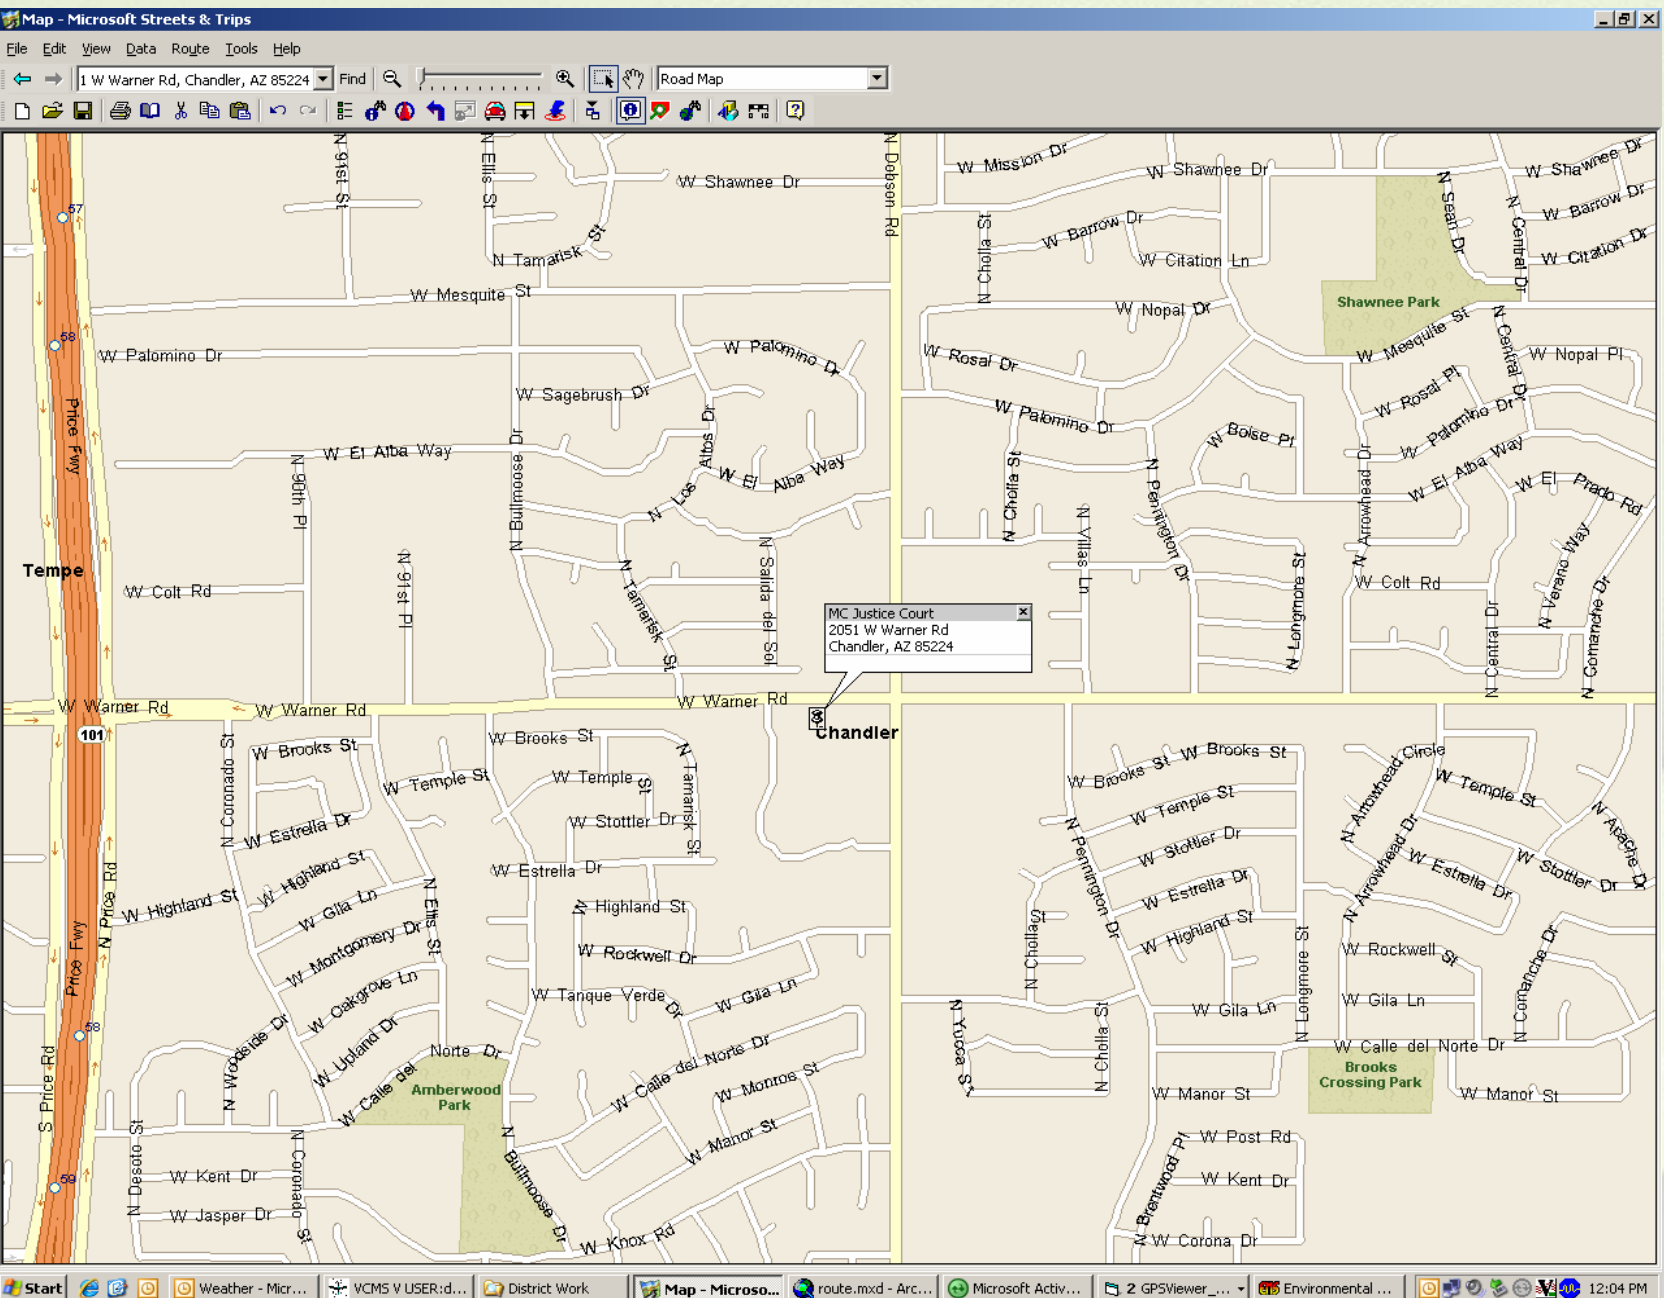 Map - Microsoft Streets & Trips
File Edit View Data Route Tools Help
1 W Warner Rd, Chandler, AZ 85224 Find Road Map
N 91st St
N Ellis St
W Shawnee Dr
N Dobson Rd
W Mission Dr
W Shawnee Dr
W Shawnee Dr
N Sean Dr
N Central Dr
W Barrow Dr
57
N Tamarisk St
N Cholla St
W Barrow Dr
W Citation Ln
W Citation Dr
W Mesquite St
Shawnee Park
W Nopal Dr
W Mesquite St
N Central Dr
58
W Palomino Dr
W Palomino Dr
W Rosal Dr
W Nopal Pl
W Rosal Pl
W Sagebrush Dr
W Palomino Dr
W Palomino Dr
Price Fwy
N Bullmoose Dr
N Los Altos Dr
W Boise Pl
W El Alba Way
W El Alba Way
W El Alba Way
N 90th Pl
N Cholla St
N Pennington Dr
N Arrowhead Dr
W El Prado Rd
N Villas Ln
N Verano Way
Tempe
N 91st Pl
N Tamarisk St
N Salida del Sol
N Longmore St
W Colt Rd
W Colt Rd
N Central Dr
N Comanche Dr
MC Justice Court
2051 W Warner Rd
Chandler, AZ 85224
W Warner Rd
W Warner Rd
W Warner Rd
101
Chandler
N Coronado St
W Brooks St
W Brooks St
N Tamarisk St
W Brooks St
W Brooks St
N Arrowhead Circle
W Temple St
W Temple St
W Temple St
W Temple St
N Apache Dr
W Estrella Dr
W Stottler Dr
N Pennington Dr
W Stottler Dr
N Arrowhead Dr
W Highland St
W Estrella Dr
W Estrella Dr
W Estrella Dr
W Stottler Dr
N Price Rd
W Highland St
W Gila Ln
N Ellis St
N Highland St
N Cholla St
W Highland St
Price Fwy
W Montgomery Dr
W Rockwell Dr
N Longmore St
W Rockwell St
N Comanche Dr
W Oakgrove Ln
W Tanque Verde Dr
W Gila Ln
N Yucca St
N Cholla St
W Gila Ln
W Gila Ln
58
S Price Rd
N Woodside Dr
W Upland Dr
W Calle del Norte Dr
W Calle del Norte Dr
W Calle del Norte Dr
Amberwood
Park
W Monroe St
Brooks
Crossing Park
W Manor St
W Manor St
W Manor St
59
N Desoto St
N Coronado St
N Bullmoose Dr
N Brentwood Pl
W Post Rd
W Kent Dr
W Kent Dr
W Jasper Dr
W Knox Rd
W Corona Dr
Start Weather - Micr... VCMS V USER:d... District Work Map - Microso... route.mxd - Arc... Microsoft Activ... 2 GPSViewer_... Environmental ... 12:04 PM